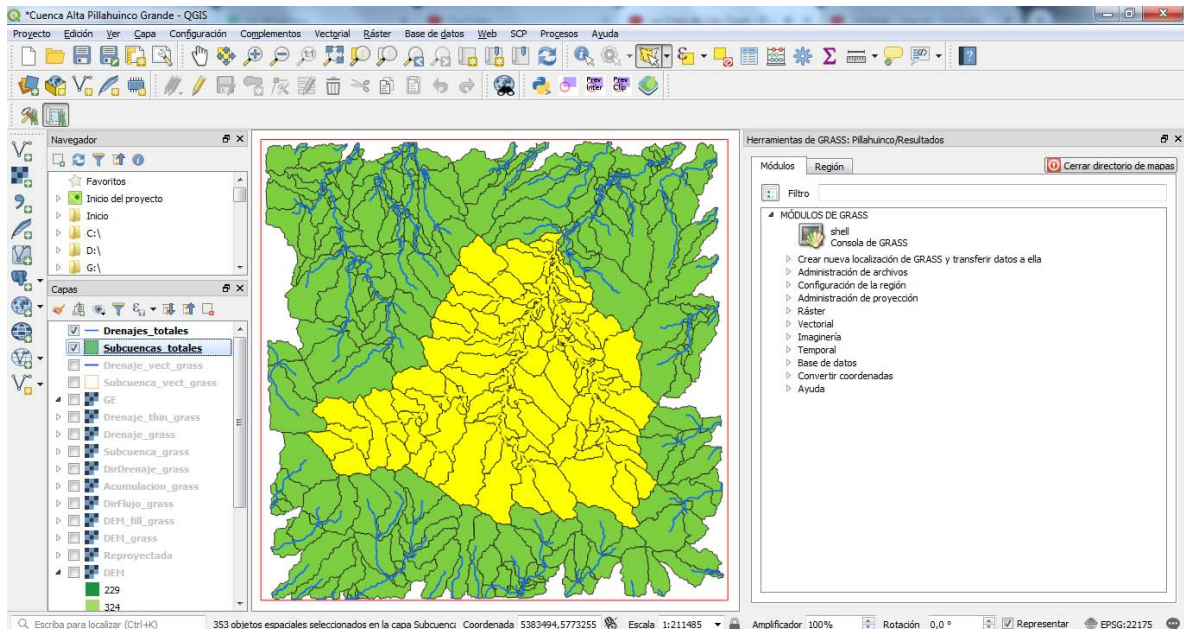 *Cuenca Alta Pillahuinco Grande - QGIS
Proyecto Edición Ver Capa Configuración Complementos Vectorial Ráster Base de datos Web SCP Procesos Ayuda
Prev Inter
Prev Clip
Navegador
Favoritos
Inicio del proyecto
Inicio
C:\
D:\
G:\
Capas
Drenajes_totales
Subcuencas_totales
Drenaje_vect_grass
Subcuenca_vect_grass
GE
Drenaje_thin_grass
Drenaje_grass
Subcuenca_grass
DirDrenaje_grass
Acumulacion_grass
DirFlujo_grass
DEM_fill_grass
DEM_grass
Reproyectada
DEM
229
324
Herramientas de GRASS: Pillahuinco/Resultados
Módulos Región Cerrar directorio de mapas
Filtro
MÓDULOS DE GRASS
shell
Consola de GRASS
Crear nueva localización de GRASS y transferir datos a ella
Administración de archivos
Configuración de la región
Administración de proyección
Ráster
Vectorial
Imaginería
Temporal
Base de datos
Convertir coordenadas
Ayuda
Escriba para localizar (Ctrl+K) 353 objetos espaciales seleccionados en la capa Subcuenc Coordenada 5383494,5773255 Escala 1:211485 Amplificador 100% Rotación 0,0 ° Representar EPSG:22175